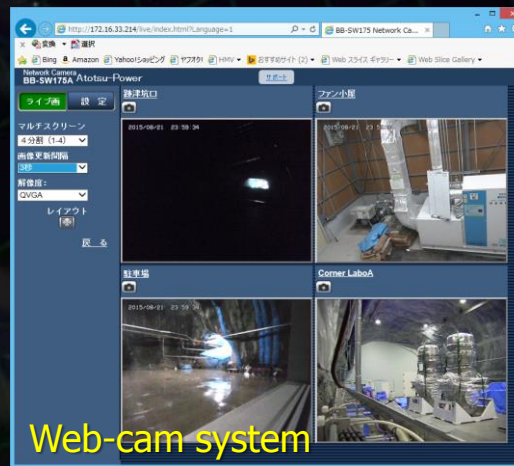 http://172.16.33.214/live/index.html?Language=1
BB-SW175 Network Ca...
変換 選択
Bing Amazon Yahoo!ショッピング ヤフオク! HMV おすすめサイト (2) Web スライス ギャラリー Web Slice Gallery
Network Camera
BB-SW175A Atotsu-Power
サポート
ライブ画 設 定
マルチスクリーン
4分割 (1-4)
画像更新間隔
3秒
解像度:
QVGA
レイアウト
戻 る
跡津坑口
ファン小屋
2015/08/21 23:59:34
駐車場
Corner LaboA
2015/08/21 23:59:34
Web-cam system